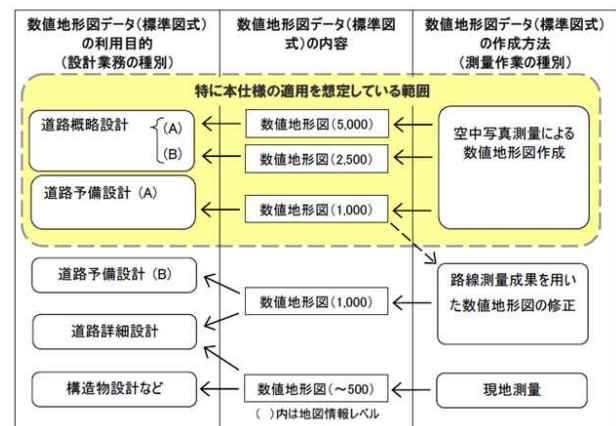 数値地形図データ(標準図式)
の利用目的
(設計業務の種別)
数値地形図データ(標準図
式)の内容
数値地形図データ(標準図式)
の作成方法
(測量作業の種別)
特に本仕様の適用を想定している範囲
道路概略設計
(A)
(B)
数値地形図(5,000)
数値地形図(2,500)
空中写真測量による
数値地形図作成
道路予備設計 (A)
数値地形図(1,000)
道路予備設計 (B)
道路詳細設計
数値地形図(1,000)
路線測量成果を用い
た数値地形図の修正
構造物設計など
数値地形図(~500)
現地測量
( )内は地図情報レベル